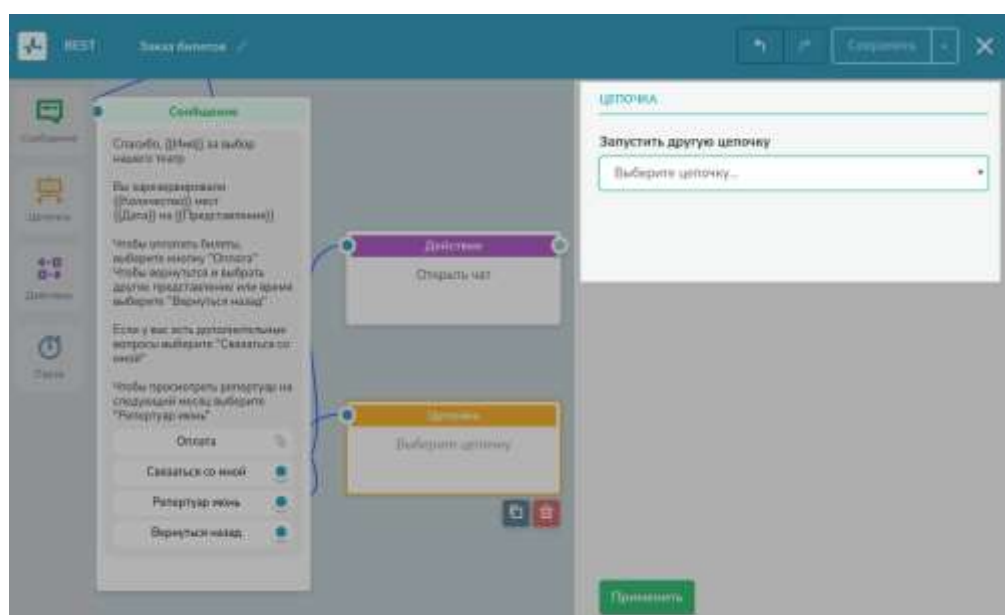 BEST
Заказ билетов
Сохранить
Сообщение
Цепочка
Действие
Пауза
Сообщение
Спасибо, {{Имя}} за выбор
нашего театр
Вы зарезервировали
{{Количество}} мест
{{Дата}} на {{Представление}}
Чтобы оплатить билеты,
выберите кнопку "Оплата"
Чтобы вернуться и выбрать
другое представление или время
выберите "Вернуться назад"
Если у вас есть дополнительные
вопросы выберите "Связаться со
мной"
Чтобы просмотреть репертуар на
следующий месяц выберите
"Репертуар июнь"
Оплата
Связаться со мной
Репертуар июнь
Вернуться назад
Действие
Открыть чат
Цепочка
Выберите цепочку
ЦЕПОЧКА
Запустить другую цепочку
Выберите цепочку...
Применить